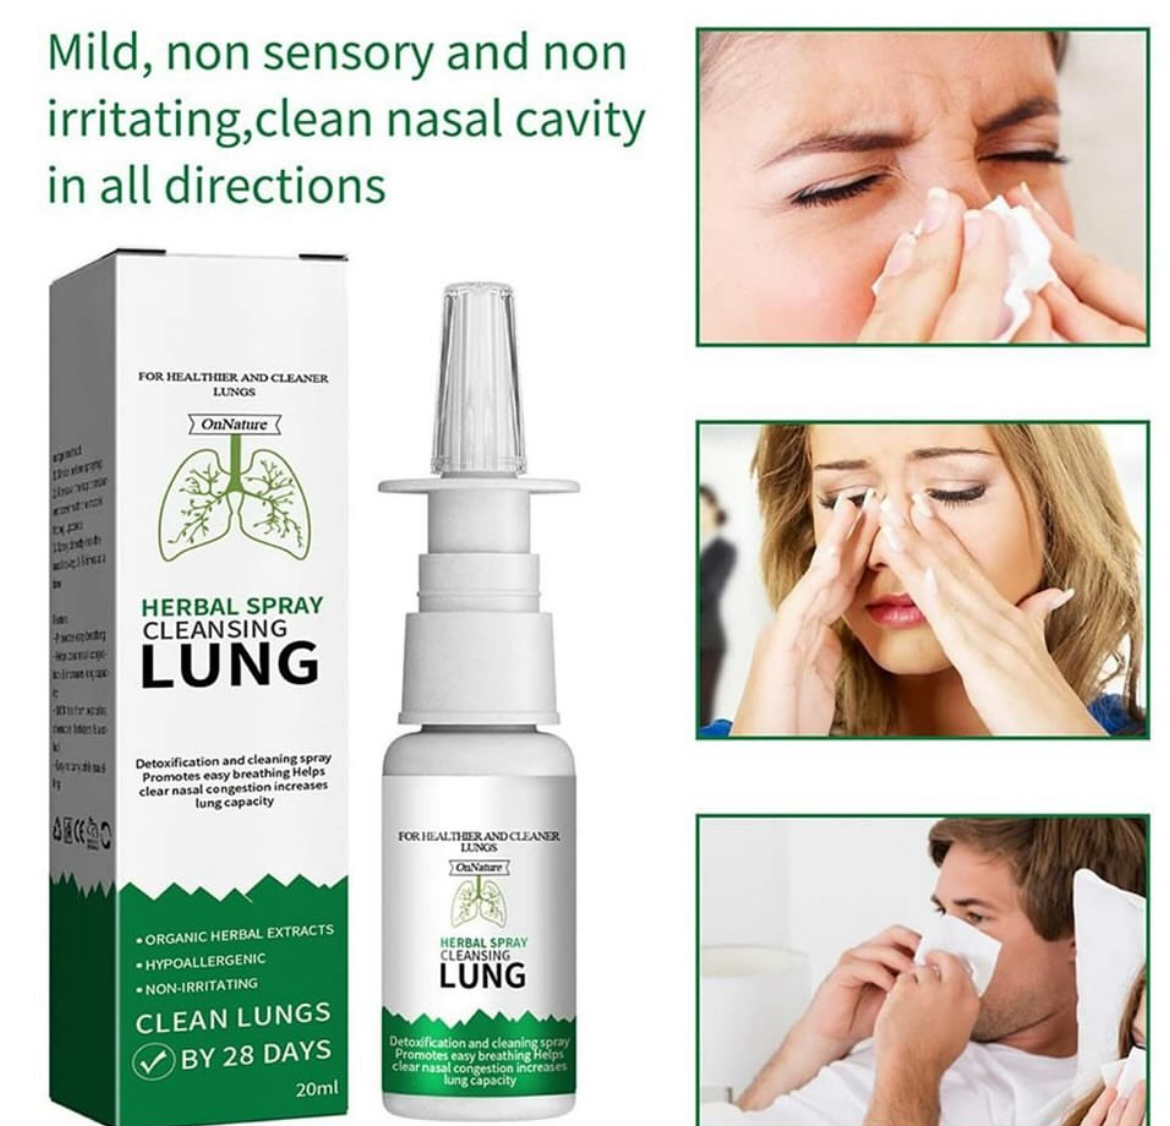 Mild, non sensory and non
irritating,clean nasal cavity
in all directions
FOR HEALTHIER AND CLEANER
LUNGS
OnNature
HERBAL SPRAY
CLEANSING
LUNG
Detoxification and cleaning spray
Promotes easy breathing Helps
clear nasal congestion increases
lung capacity
• ORGANIC HERBAL EXTRACTS
• HYPOALLERGENIC
• NON-IRRITATING
CLEAN LUNGS
BY 28 DAYS
20ml
FOR HEALTHIER AND CLEANER
LUNGS
OnNature
HERBAL SPRAY
CLEANSING
LUNG
Detoxification and cleaning spray
Promotes easy breathing Helps
clear nasal congestion increases
lung capacity